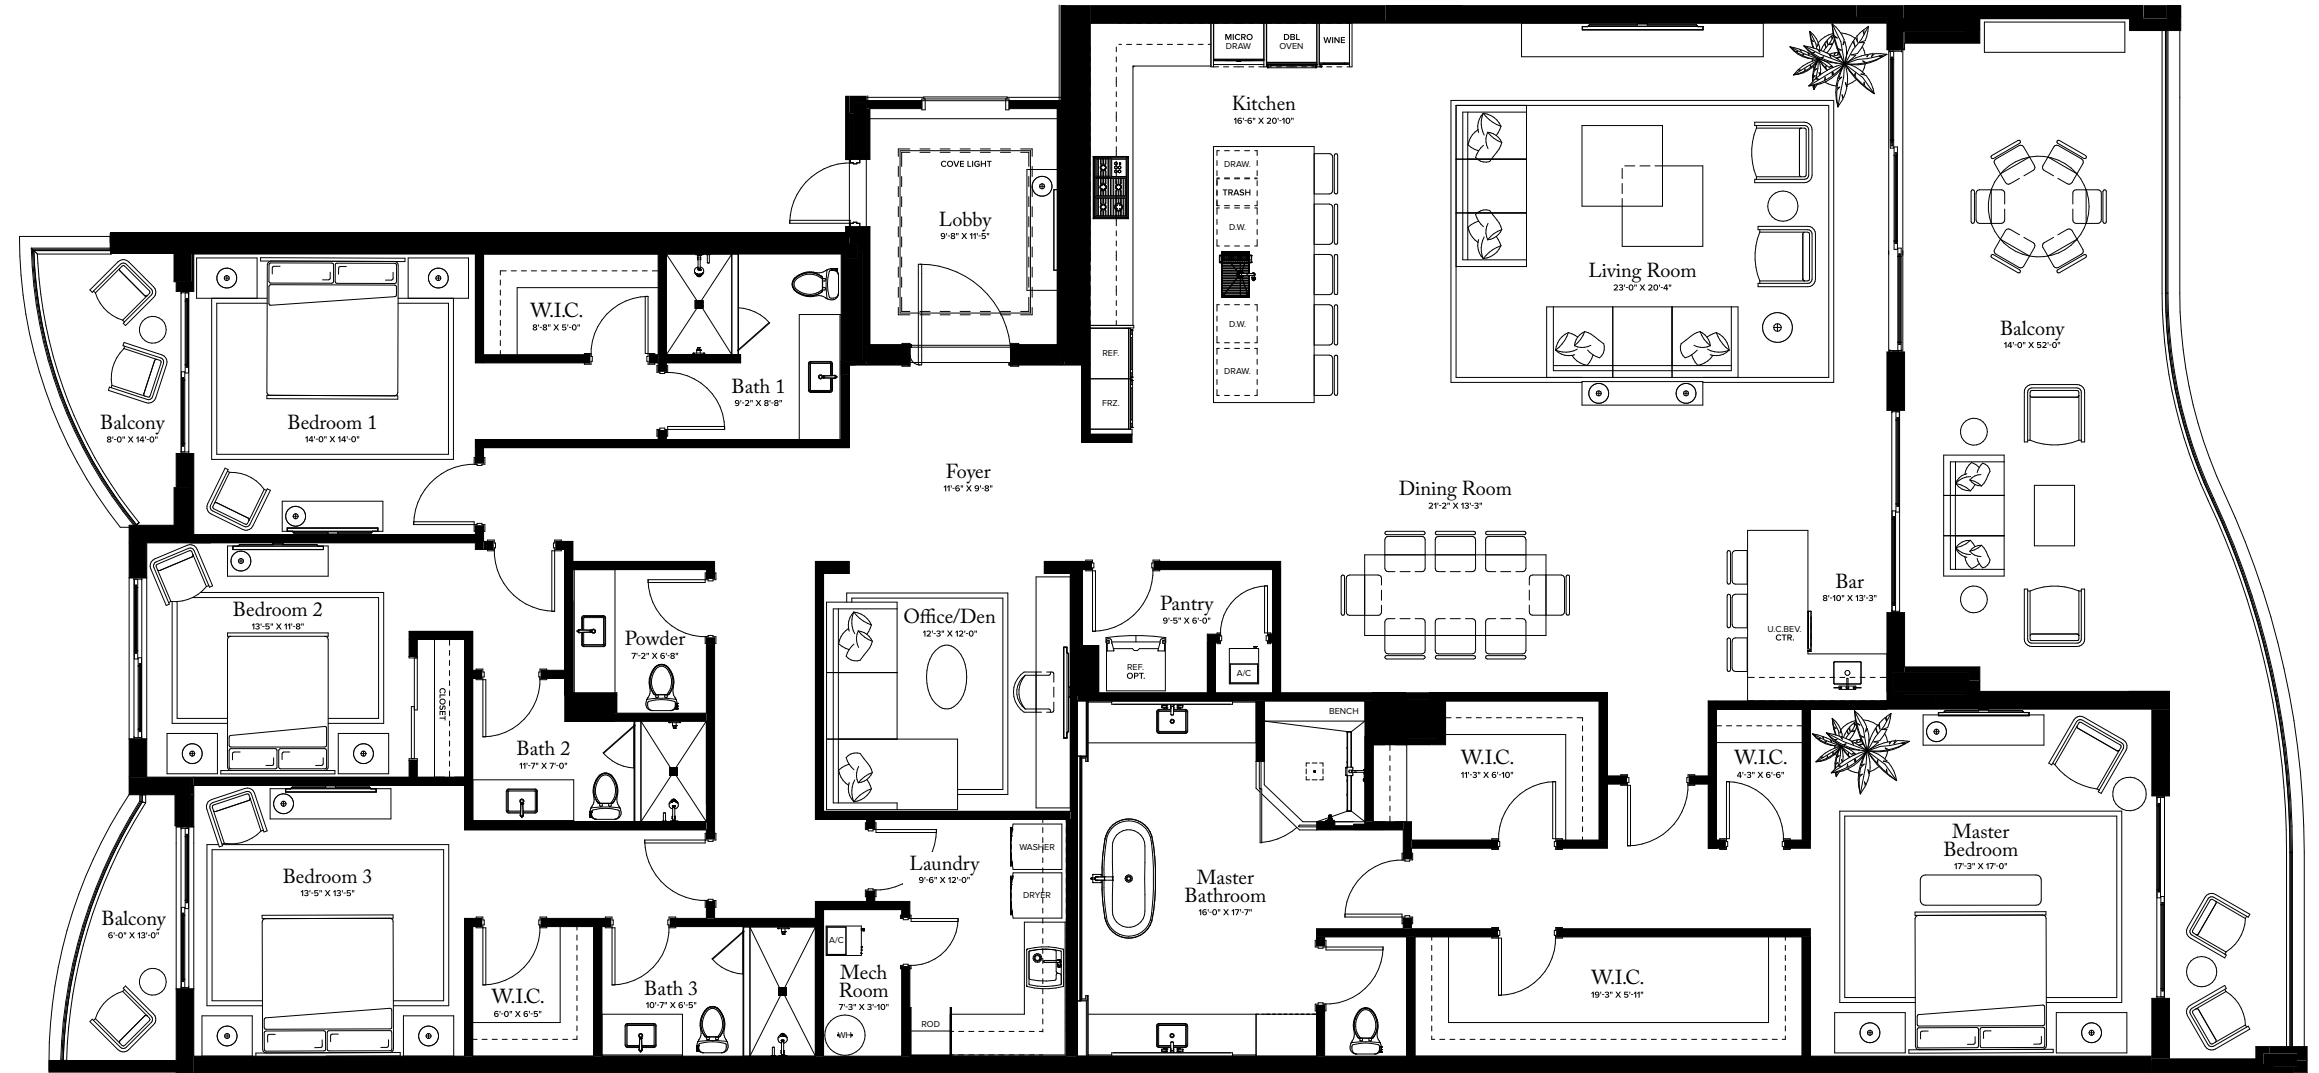 MICRO
DRAW
DBL
OVEN
WINE
Kitchen
16'-6" X 20'-10"
COVE LIGHT
DRAW.
TRASH
Lobby
9'-8" X 11'-5"
D.W.
Living Room
23'-0" X 20'-4"
W.I.C.
8'-8" X 5'-0"
D.W.
Balcony
14'-0" X 52'-0"
REF.
DRAW.
Bath 1
9'-2" X 8'-8"
FRZ.
Balcony
8'-0" X 14'-0"
Bedroom 1
14'-0" X 14'-0"
Foyer
11'-6" X 9'-8"
Dining Room
21'-2" X 13'-3"
Bar
8'-10" X 13'-3"
Bedroom 2
13'-5" X 11'-8"
Office/Den
12'-3" X 12'-0"
Pantry
9'-5" X 6'-0"
U.C.BEV.
CTR.
Powder
7'-2" X 6'-8"
REF.
OPT.
A/C
CLOSET
BENCH
Bath 2
11'-7" X 7'-0"
W.I.C.
11'-3" X 6'-10"
W.I.C.
4'-3" X 6'-6"
Master
Bedroom
17'-3" X 17'-0"
WASHER
Laundry
9'-6" X 12'-0"
Bedroom 3
13'-5" X 13'-5"
DRYER
Master
Bathroom
16'-0" X 17'-7"
Balcony
6'-0" X 13'-0"
A/C
Mech
Room
7'-3" X 3'-10"
W.I.C.
19'-3" X 5'-11"
W.I.C.
6'-0" X 6'-5"
Bath 3
10'-7" X 6'-5"
ROD
WH